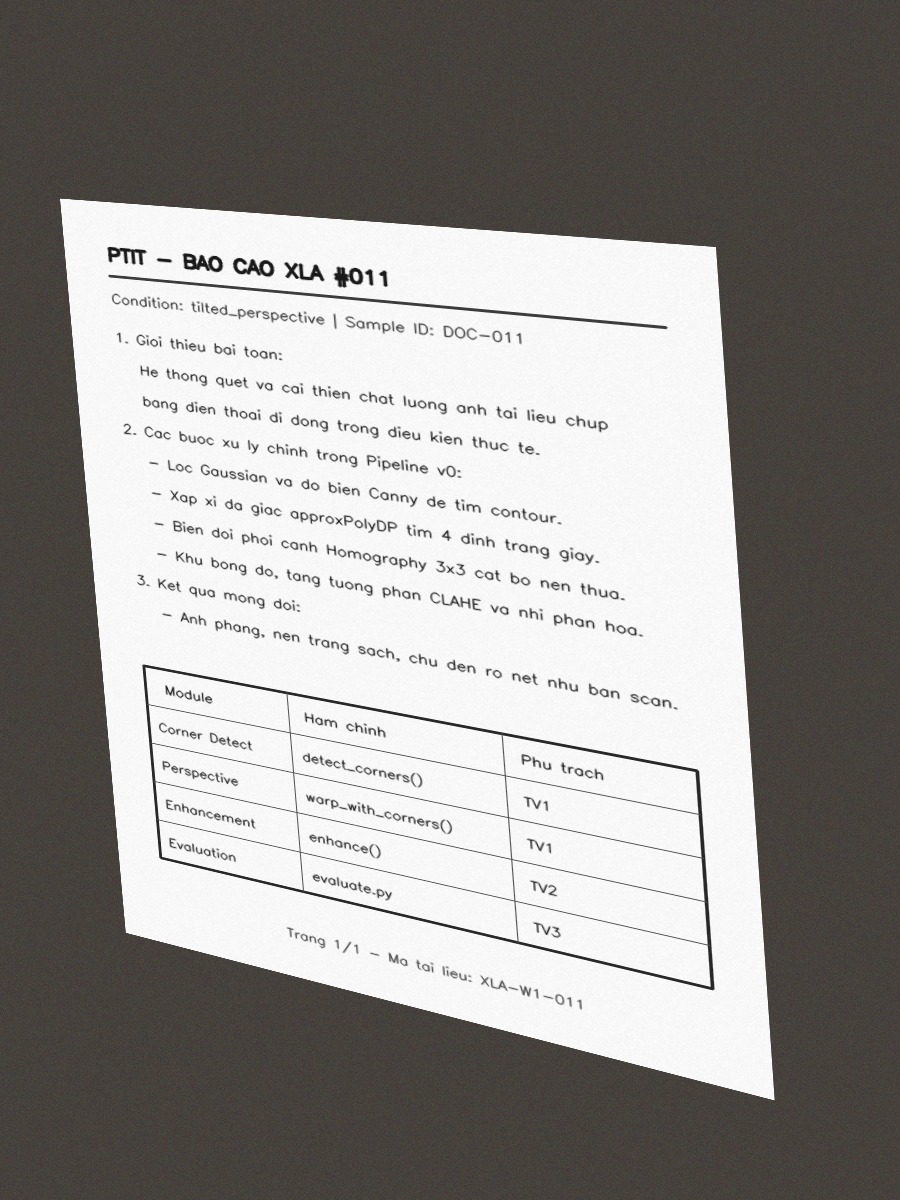 PTIT - BAO CAO XLA #011
Condition: tilted_perspective | Sample ID: DOC-011
1. Gioi thieu bai toan:
He thong quet va cai thien chat luong anh tai lieu chup
bang dien thoai di dong trong dieu kien thuc te.
2. Cac buoc xu ly chinh trong Pipeline v0:
- Loc Gaussian va do bien Canny de tim contour.
- Xap xi da giac approxPolyDP tim 4 dinh trang giay.
- Bien doi phoi canh Homography 3x3 cat bo nen thua.
- Khu bong do, tang tuong phan CLAHE va nhi phan hoa.
3. Ket qua mong doi:
- Anh phang, nen trang sach, chu den ro net nhu ban scan.
Module Ham chinh Phu trach
Corner Detect detect_corners() TV1
Perspective warp_with_corners() TV1
Enhancement enhance() TV2
Evaluation evaluate.py TV3
Trang 1/1 - Ma tai lieu: XLA-W1-011